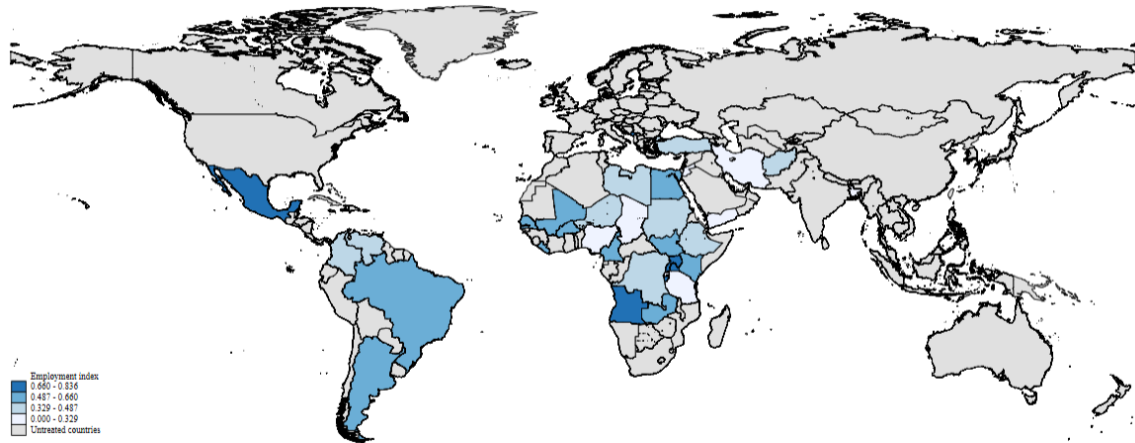 Employment index
0.660 - 0.836
0.487 - 0.660
0.329 - 0.487
0.000 - 0.329
Untreated countries